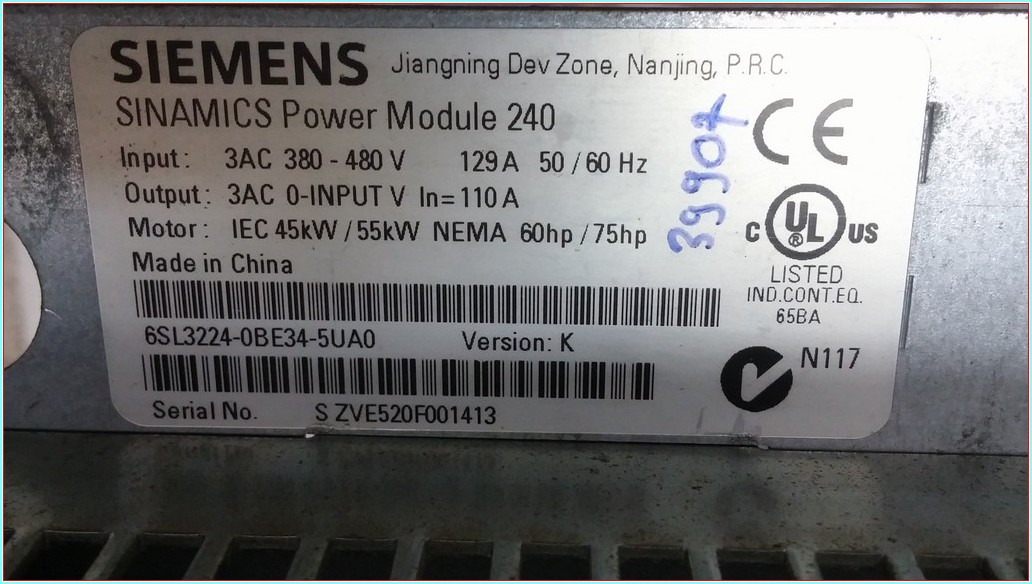 SIEMENS Jiangning Dev Zone, Nanjing, P.R.C.
SINAMICS Power Module 240
Input: 3AC 380 - 480 V 129 A 50 / 60 Hz
Output: 3AC 0-INPUT V In= 110 A
Motor: IEC 45kW / 55kW NEMA 60hp / 75hp
Made in China
39907
CE
C UL ® US
LISTED
IND.CONT.EQ.
65BA
6SL3224-0BE34-5UA0 Version: K
N117
Serial No. S ZVE520F001413